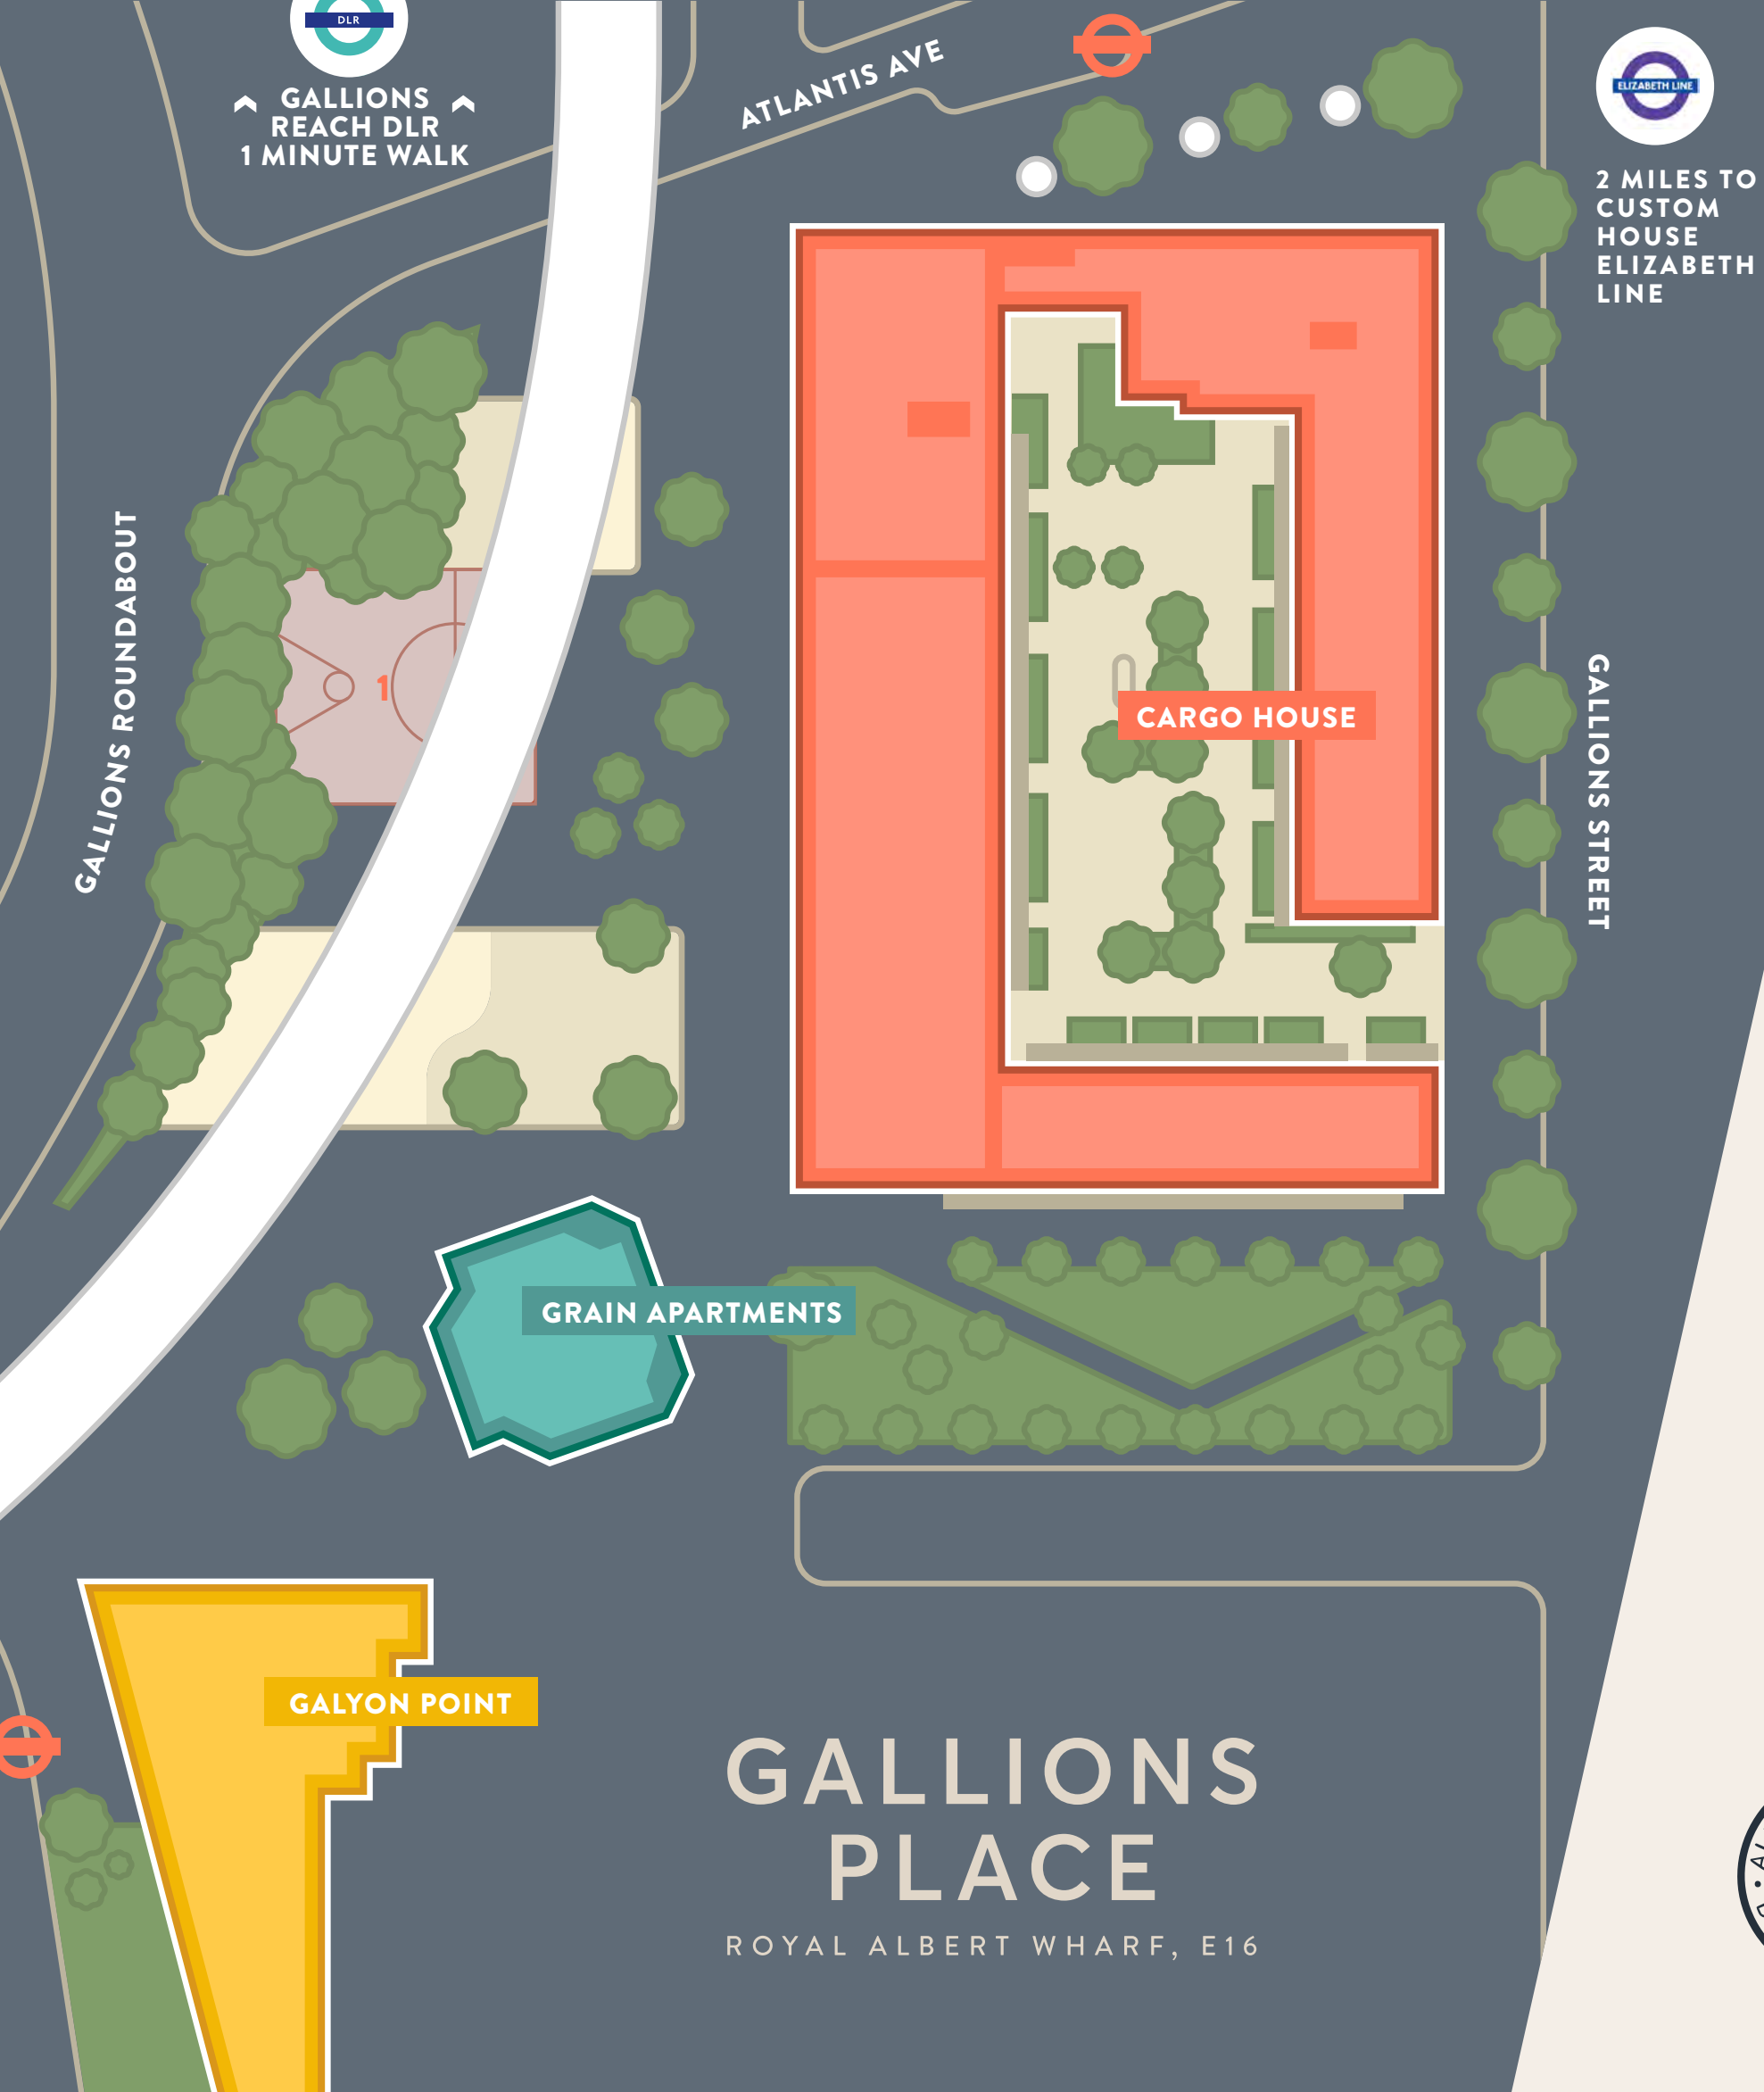 DLR
GALLIONS
REACH DLR
1 MINUTE WALK
ATLANTIS AVE
ELIZABETH LINE
2 MILES TO
CUSTOM
HOUSE
ELIZABETH
LINE
GALLIONS ROUNDABOUT
1
CARGO HOUSE
GALLIONS STREET
GRAIN APARTMENTS
GALYON POINT
GALLIONS
PLACE
ROYAL ALBERT WHARF, E16